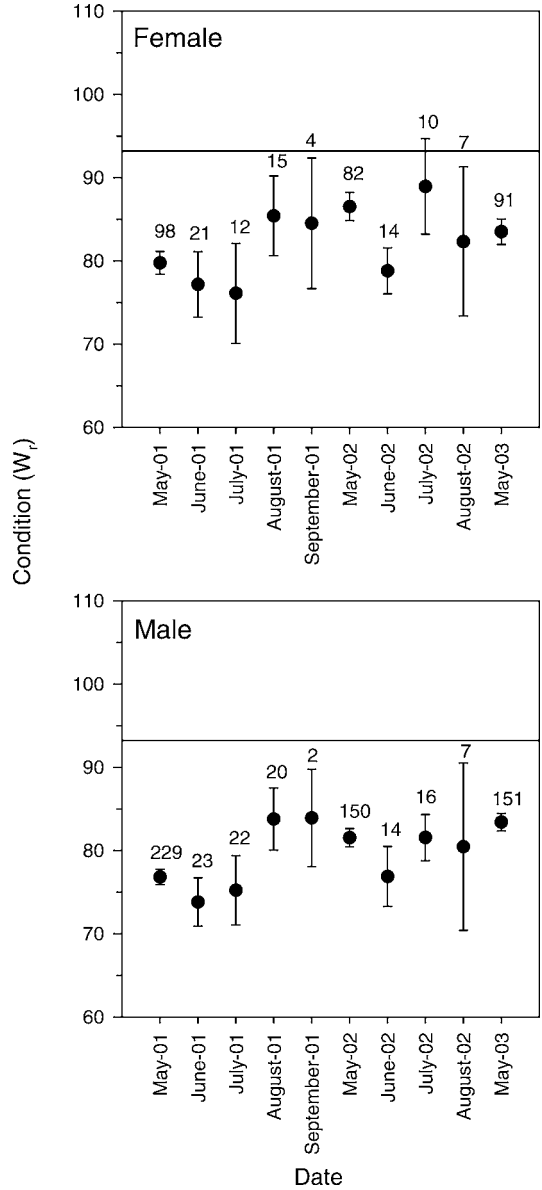 Condition (Wr)
Female
110
100
90
80
70
60
98
21
12
15
4
82
14
10
7
91
May-01
June-01
July-01
August-01
September-01
May-02
June-02
July-02
August-02
May-03
Male
110
100
90
80
70
60
229
23
22
20
2
150
14
16
7
151
May-01
June-01
July-01
August-01
September-01
May-02
June-02
July-02
August-02
May-03
Date